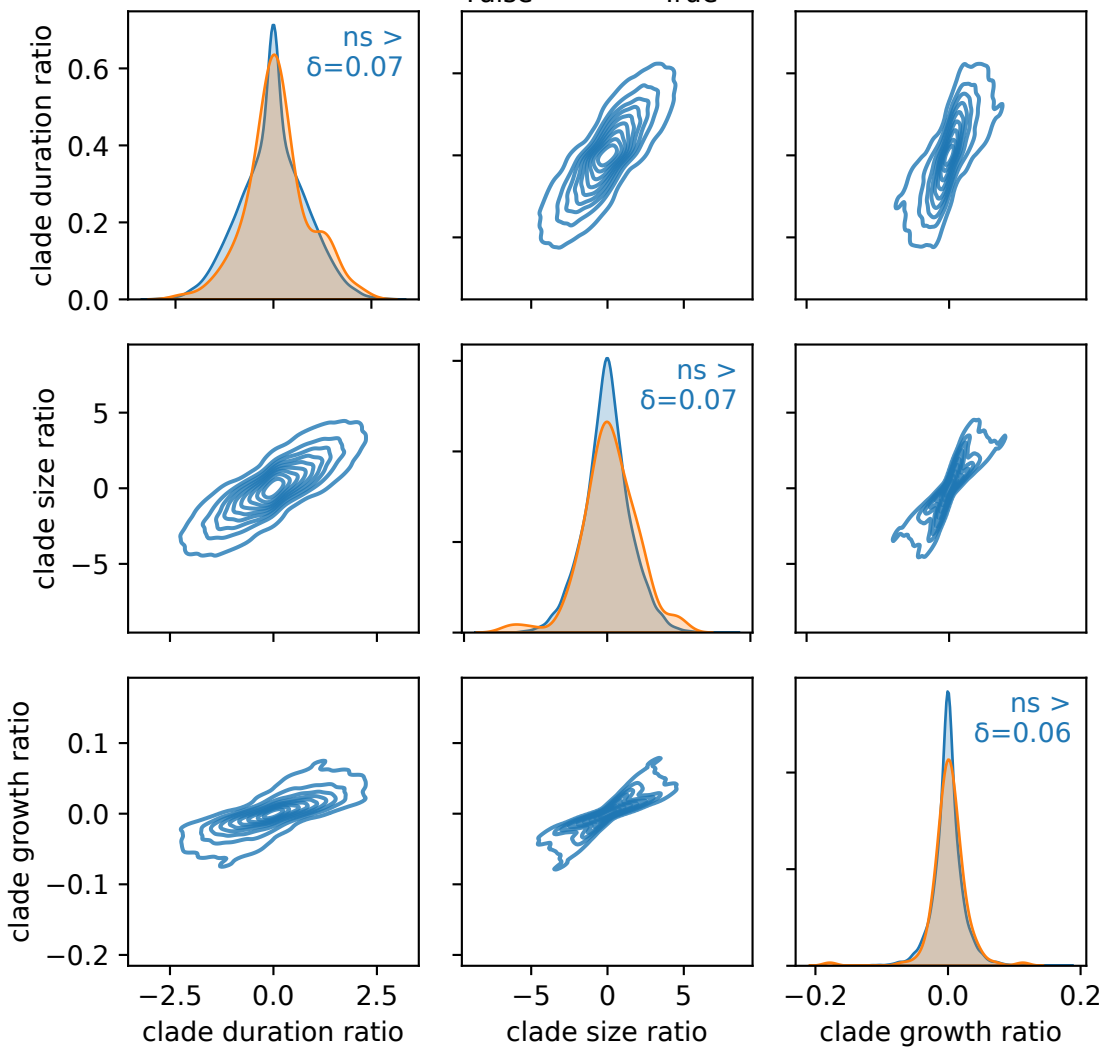 clade duration ratio
0.6
0.4
0.2
0.0
ns >
δ=0.07
clade size ratio
5
0
−5
ns >
δ=0.07
clade growth ratio
0.1
0.0
−0.1
−0.2
ns >
δ=0.06
−2.5 0.0 2.5
−5 0 5
−0.2 0.0 0.2
clade duration ratio
clade size ratio
clade growth ratio